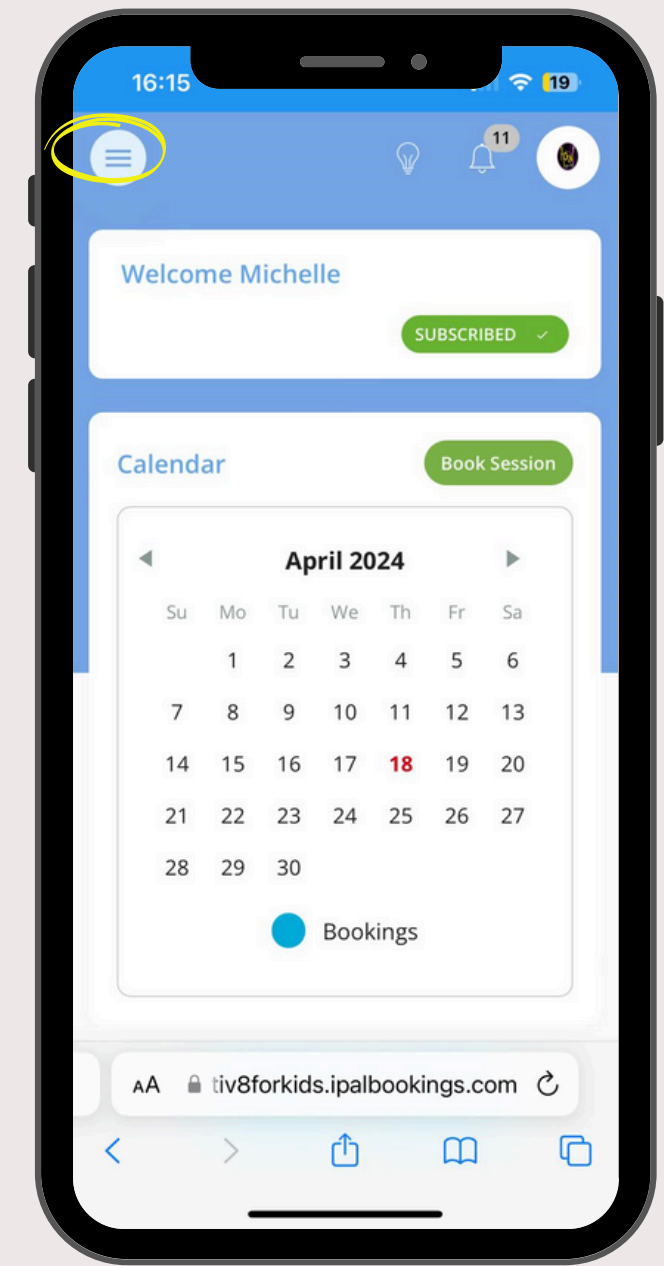 16:15 19
11
Welcome Michelle
SUBSCRIBED
Calendar Book Session
April 2024
Su Mo Tu We Th Fr Sa
1 2 3 4 5 6
7 8 9 10 11 12 13
14 15 16 17 18 19 20
21 22 23 24 25 26 27
28 29 30
Bookings
AA tiv8forkids.ipalbookings.com